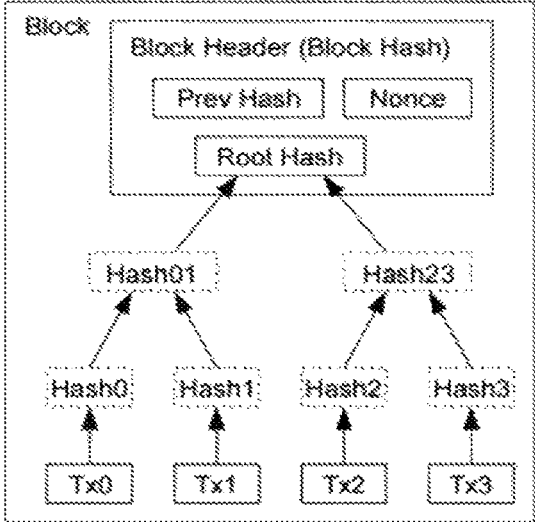 Block
Block Header (Block Hash)
Prev Hash Nonce
Root Hash
Hash01 Hash23
Hash0 Hash1 Hash2 Hash3
Tx0 Tx1 Tx2 Tx3